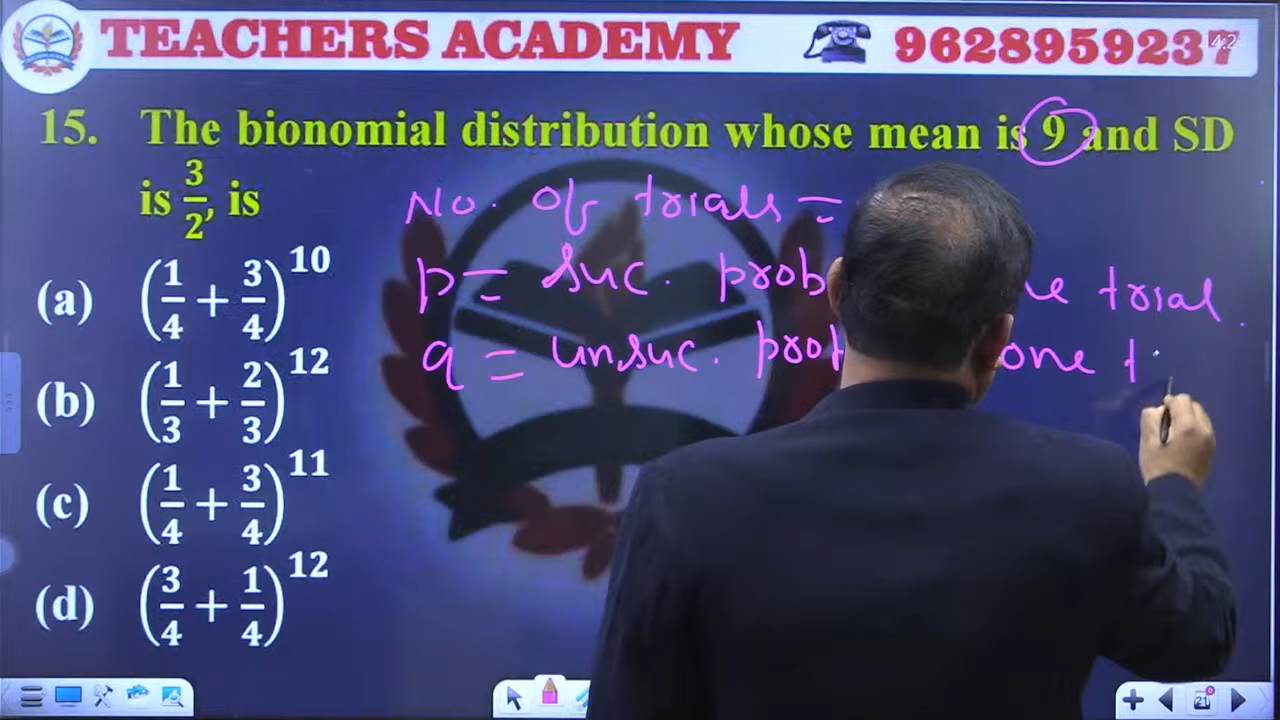 TEACHERS ACADEMY 9628959237
15. The bionomial distribution whose mean is 9 and SD
is 3/2, is
No. of trials =
p = suc. prob ne trial.
q = unsuc. prob one t
(a) (1/4 + 3/4)^10
(b) (1/3 + 2/3)^12
(c) (1/4 + 3/4)^11
(d) (3/4 + 1/4)^12
21